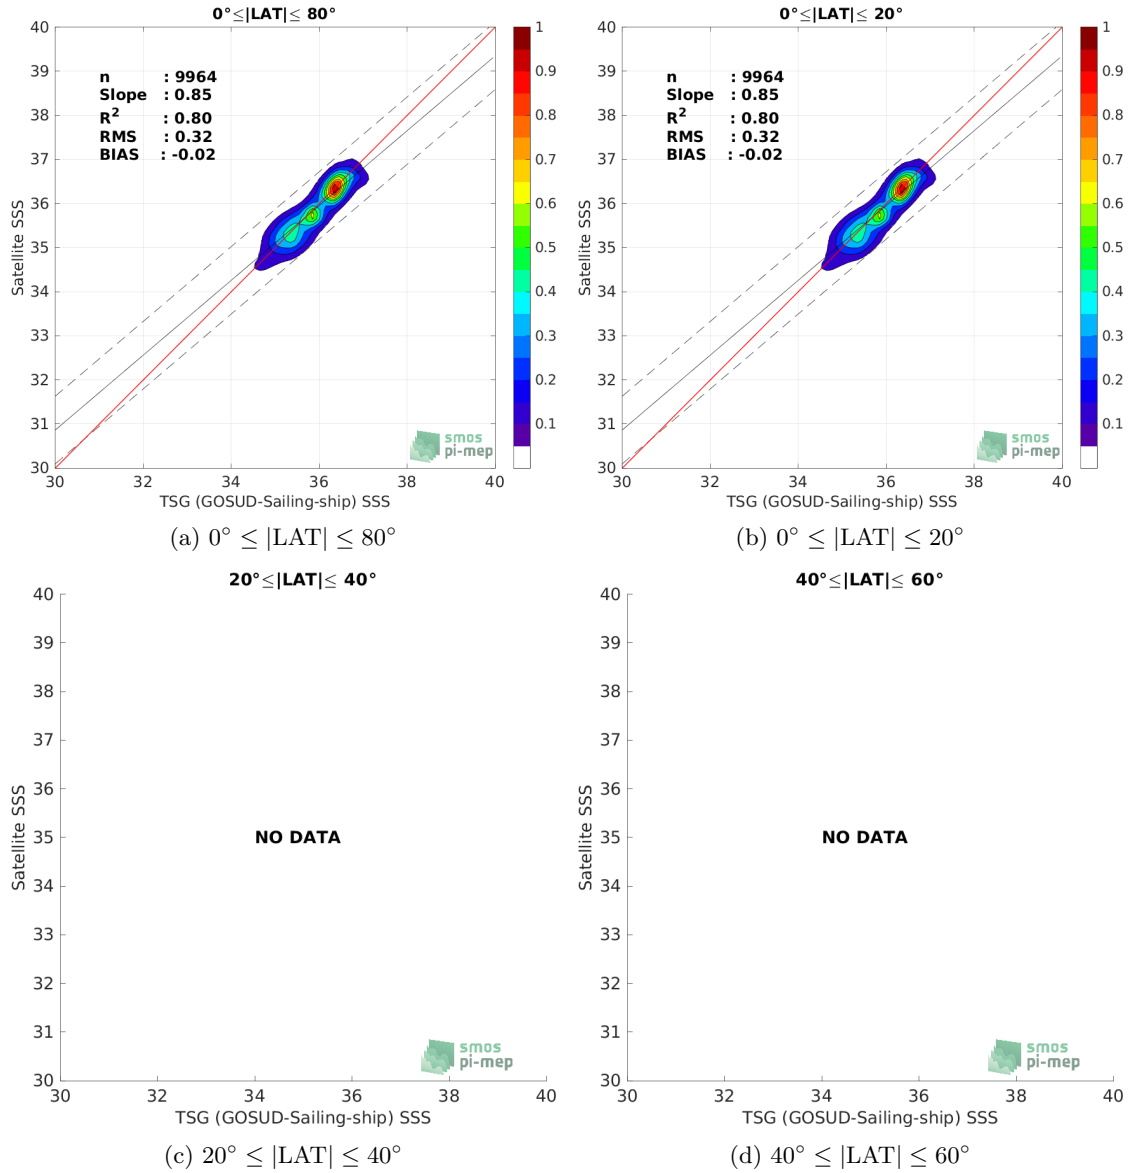 0°≤|LAT|≤ 80°
40
39
38
37
36
35
34
33
32
31
30
Satellite SSS
n : 9964
Slope : 0.85
R² : 0.80
RMS : 0.32
BIAS : -0.02
smos
pi-mep
30 32 34 36 38 40
TSG (GOSUD-Sailing-ship) SSS
1
0.9
0.8
0.7
0.6
0.5
0.4
0.3
0.2
0.1
(a) 0° ≤ |LAT| ≤ 80°
0°≤|LAT|≤ 20°
40
39
38
37
36
35
34
33
32
31
30
Satellite SSS
n : 9964
Slope : 0.85
R² : 0.80
RMS : 0.32
BIAS : -0.02
smos
pi-mep
30 32 34 36 38 40
TSG (GOSUD-Sailing-ship) SSS
1
0.9
0.8
0.7
0.6
0.5
0.4
0.3
0.2
0.1
(b) 0° ≤ |LAT| ≤ 20°
20°≤|LAT|≤ 40°
40
39
38
37
36
35
34
33
32
31
30
Satellite SSS
NO DATA
smos
pi-mep
30 32 34 36 38 40
TSG (GOSUD-Sailing-ship) SSS
(c) 20° ≤ |LAT| ≤ 40°
40°≤|LAT|≤ 60°
40
39
38
37
36
35
34
33
32
31
30
Satellite SSS
NO DATA
smos
pi-mep
30 32 34 36 38 40
TSG (GOSUD-Sailing-ship) SSS
(d) 40° ≤ |LAT| ≤ 60°